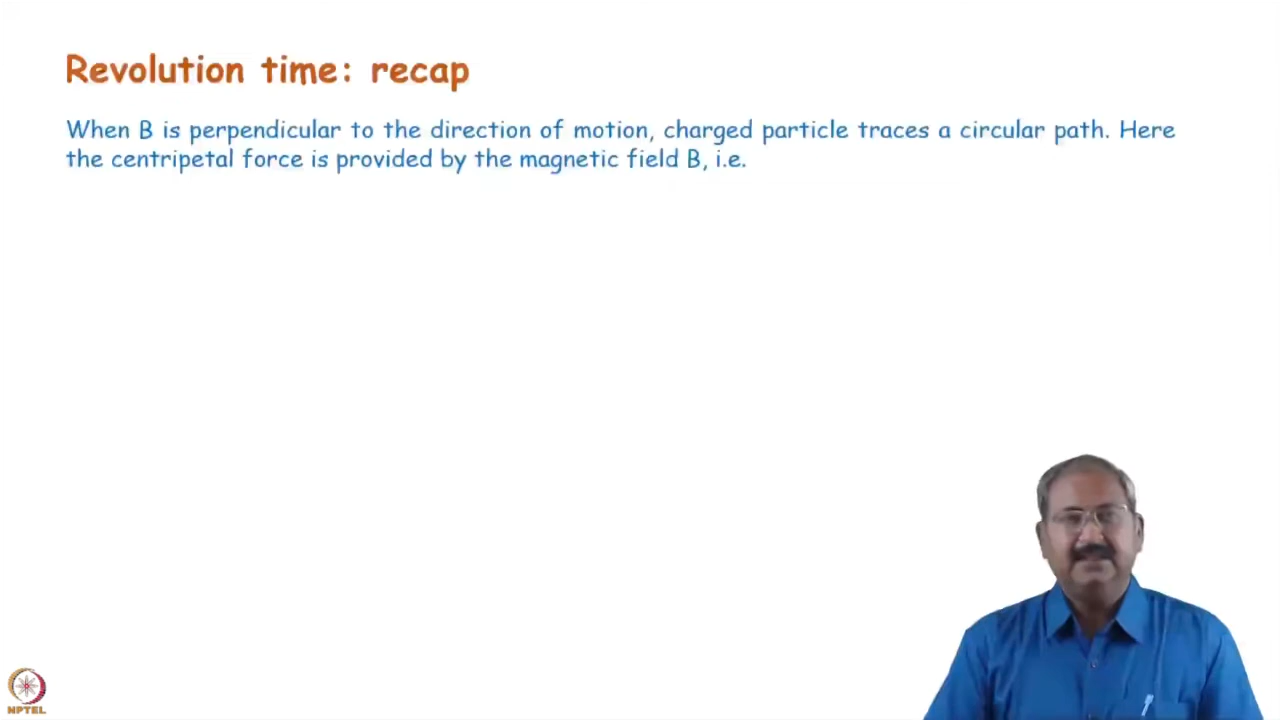 Revolution time: recap
When B is perpendicular to the direction of motion, charged particle traces a circular path. Here
the centripetal force is provided by the magnetic field B, i.e.
NPTEL